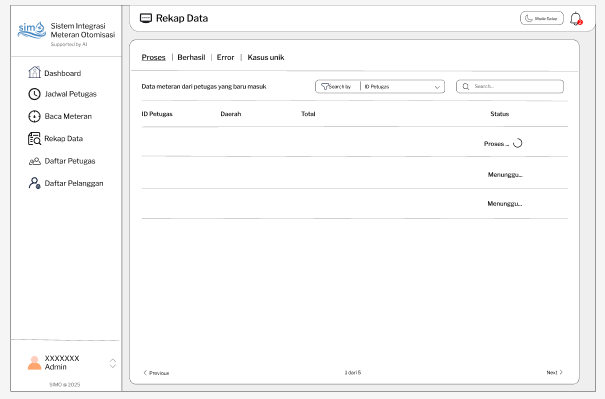 simo
Sistem Integrasi
Meteran Otomisasi
Supported by AI
Dashboard
Jadwal Petugas
Baca Meteran
Rekap Data
Daftar Petugas
Daftar Pelanggan
XXXXXXX
Admin
SIMO © 2025
Rekap Data
Mode Gelap
Proses | Berhasil | Error | Kasus unik
Data meteran dari petugas yang baru masuk
Search by | ID Petugas
Search...
ID Petugas Daerah Total Status
Proses ...
Menunggu...
Menunggu...
Previous 1 dari 5 Next